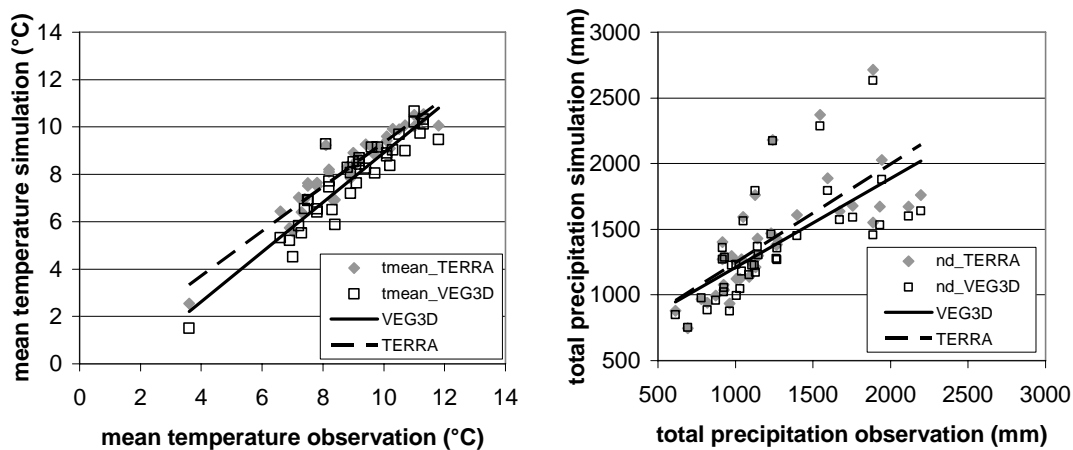 mean temperature simulation (°C)
14
12
10
8
6
4
2
0
tmean_TERRA
tmean_VEG3D
VEG3D
TERRA
0 2 4 6 8 10 12 14
mean temperature observation (°C)
total precipitation simulation (mm)
3000
2500
2000
1500
1000
500
nd_TERRA
nd_VEG3D
VEG3D
TERRA
500 1000 1500 2000 2500 3000
total precipitation observation (mm)